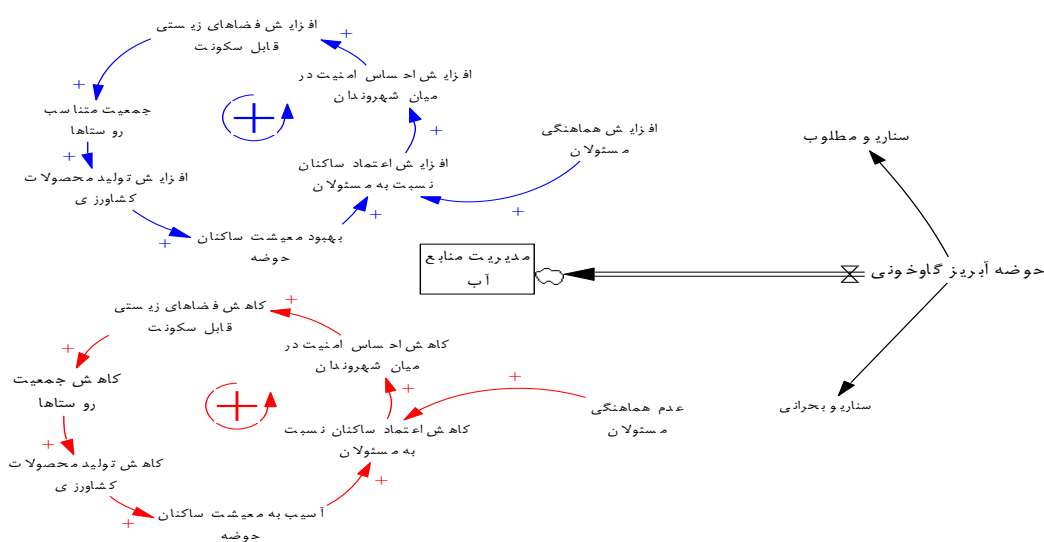 افزایش فضاهای زیستی
قابل سکونت
افزایش احساس امنیت در
میان شهروندان
جمعیت متناسب
روستاها
افزایش هماهنگی
مسئولان
سناریو مطلوب
افزایش اعتماد ساکنان
نسبت به مسئولان
افزایش تولید محصولات
کشاورزی
بهبود معیشت ساکنان
حوضه
مدیریت منابع
آب
حوضه آبریز گاوخونی
کاهش فضاهای زیستی
قابل سکونت
کاهش احساس امنیت در
میان شهروندان
کاهش جمعیت
روستاها
عدم هماهنگی
مسئولان
سناریو بحرانی
کاهش اعتماد ساکنان نسبت
به مسئولان
کاهش تولید محصولات
کشاورزی
آسیب به معیشت ساکنان
حوضه